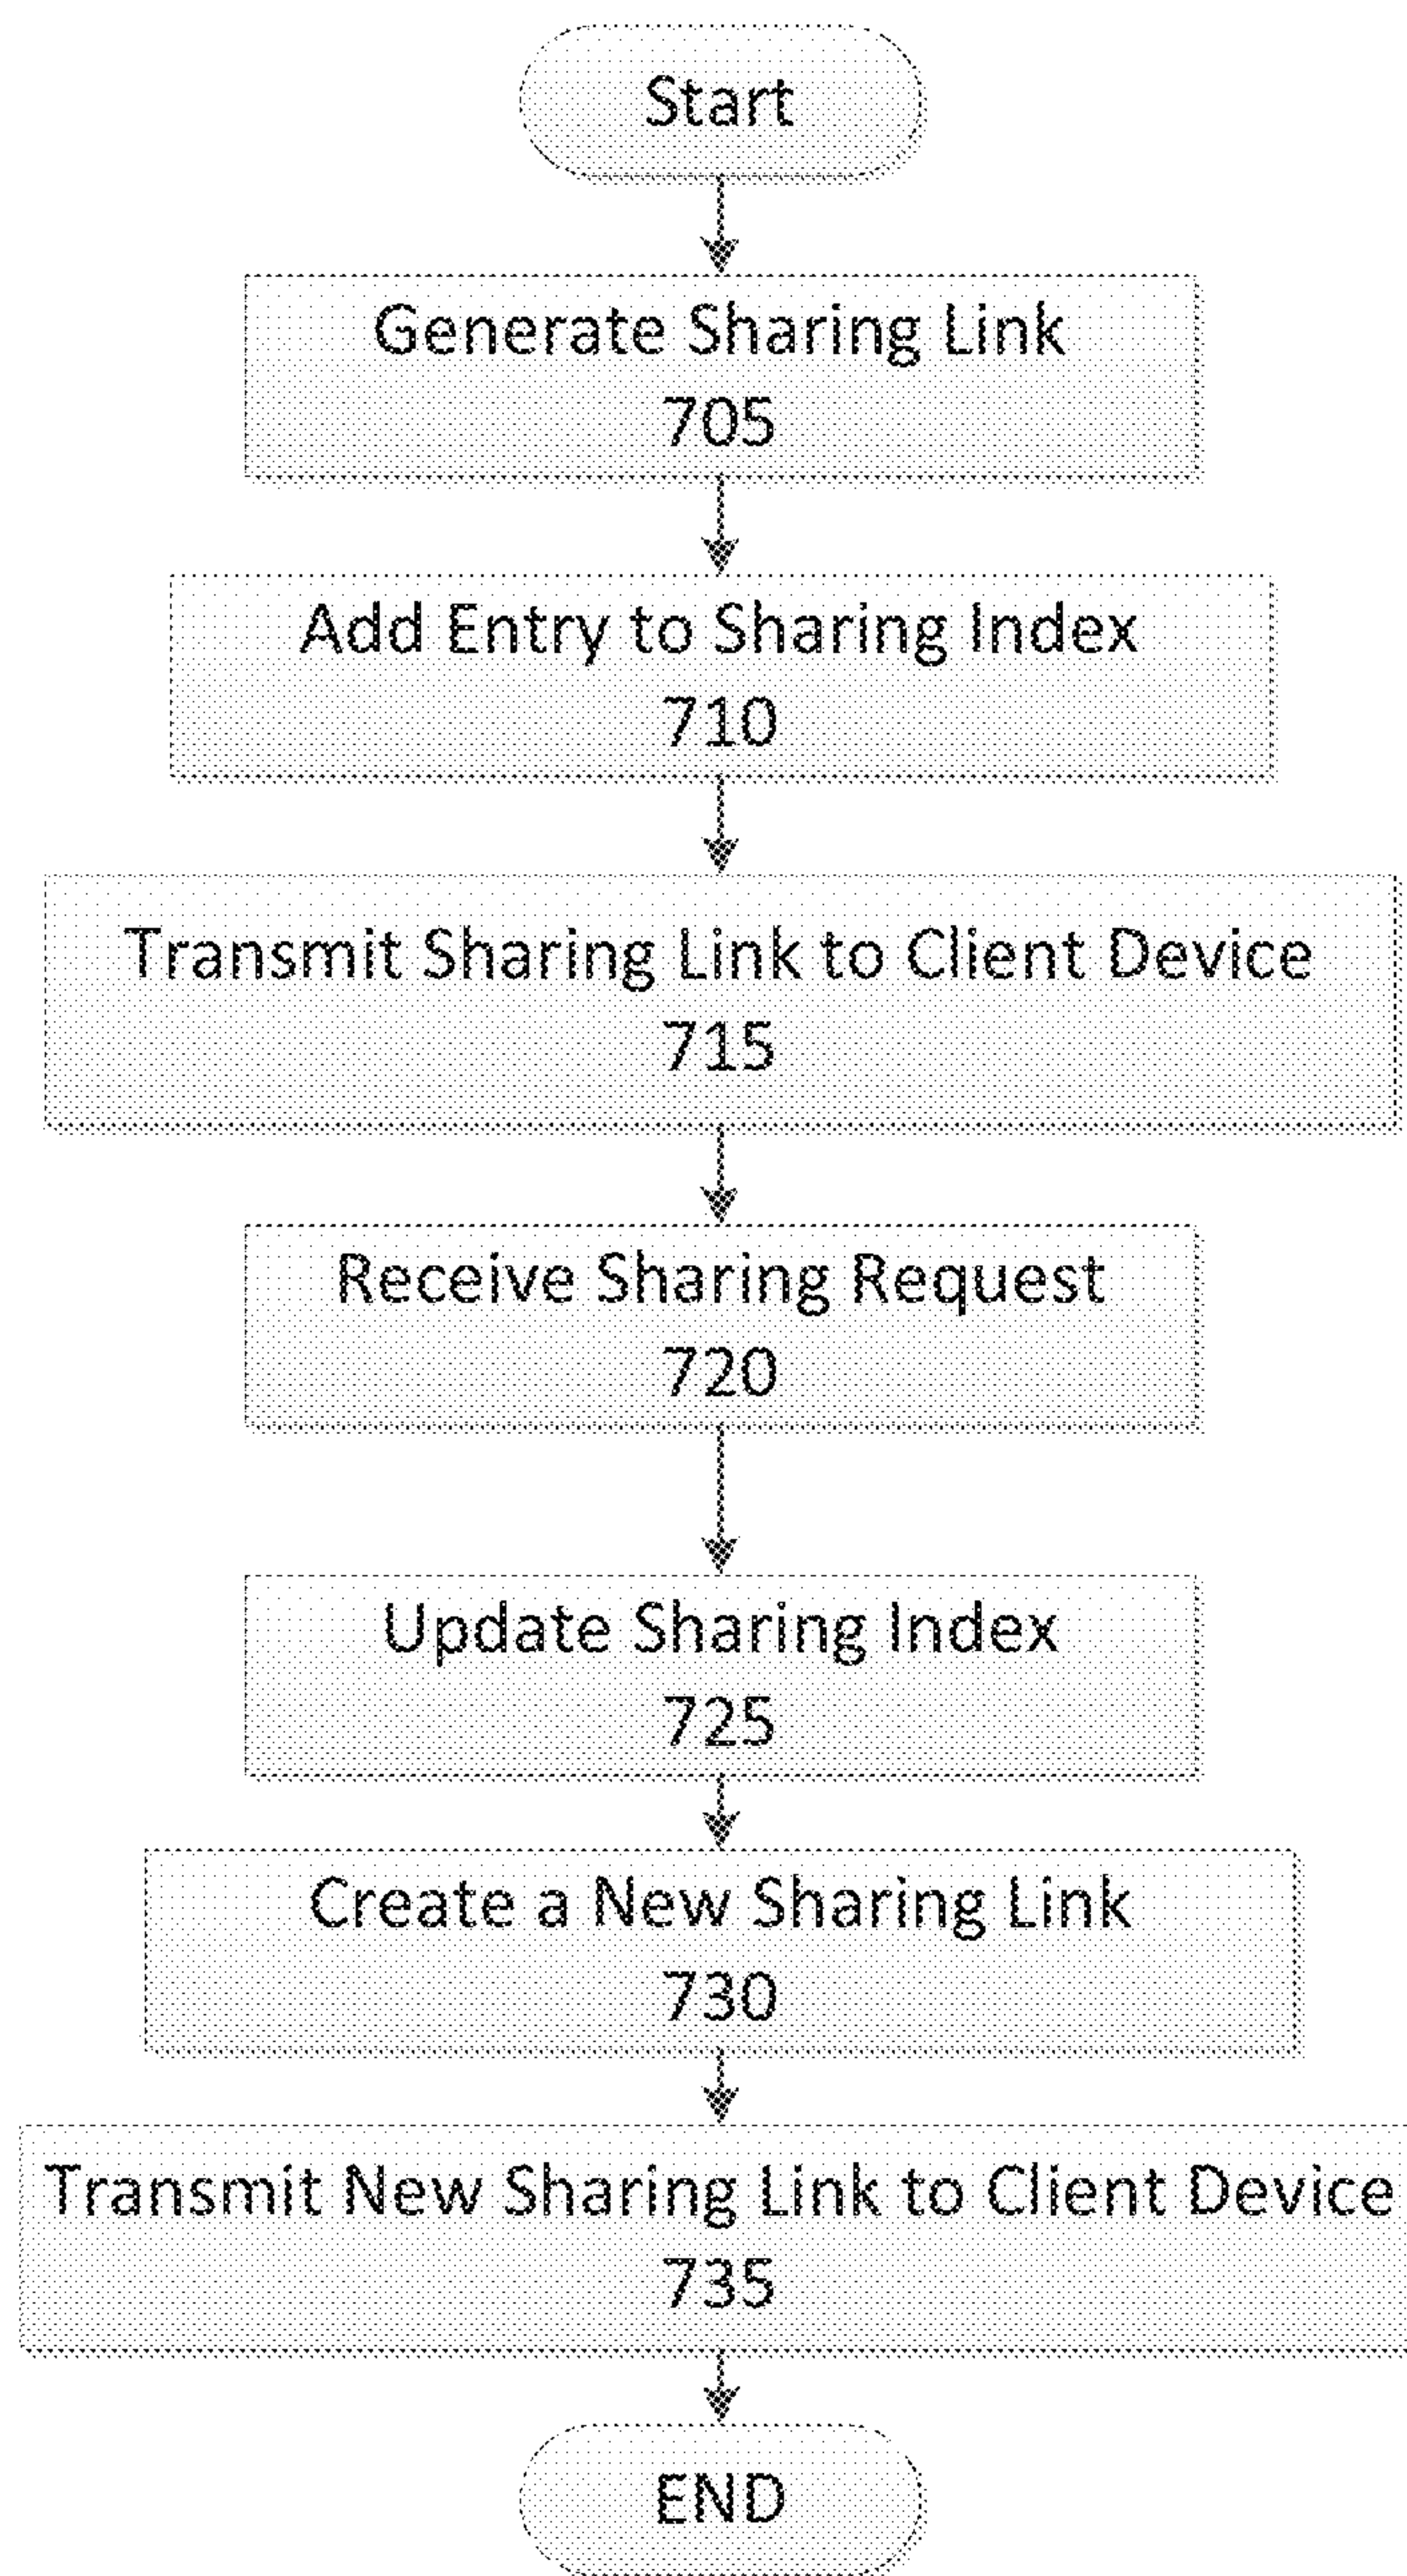 Start
Generate Sharing Link
705
Add Entry to Sharing Index
710
Transmit Sharing Link to Client Device
715
Receive Sharing Request
720
Update Sharing Index
725
Create a New Sharing Link
730
Transmit New Sharing Link to Client Device
735
END